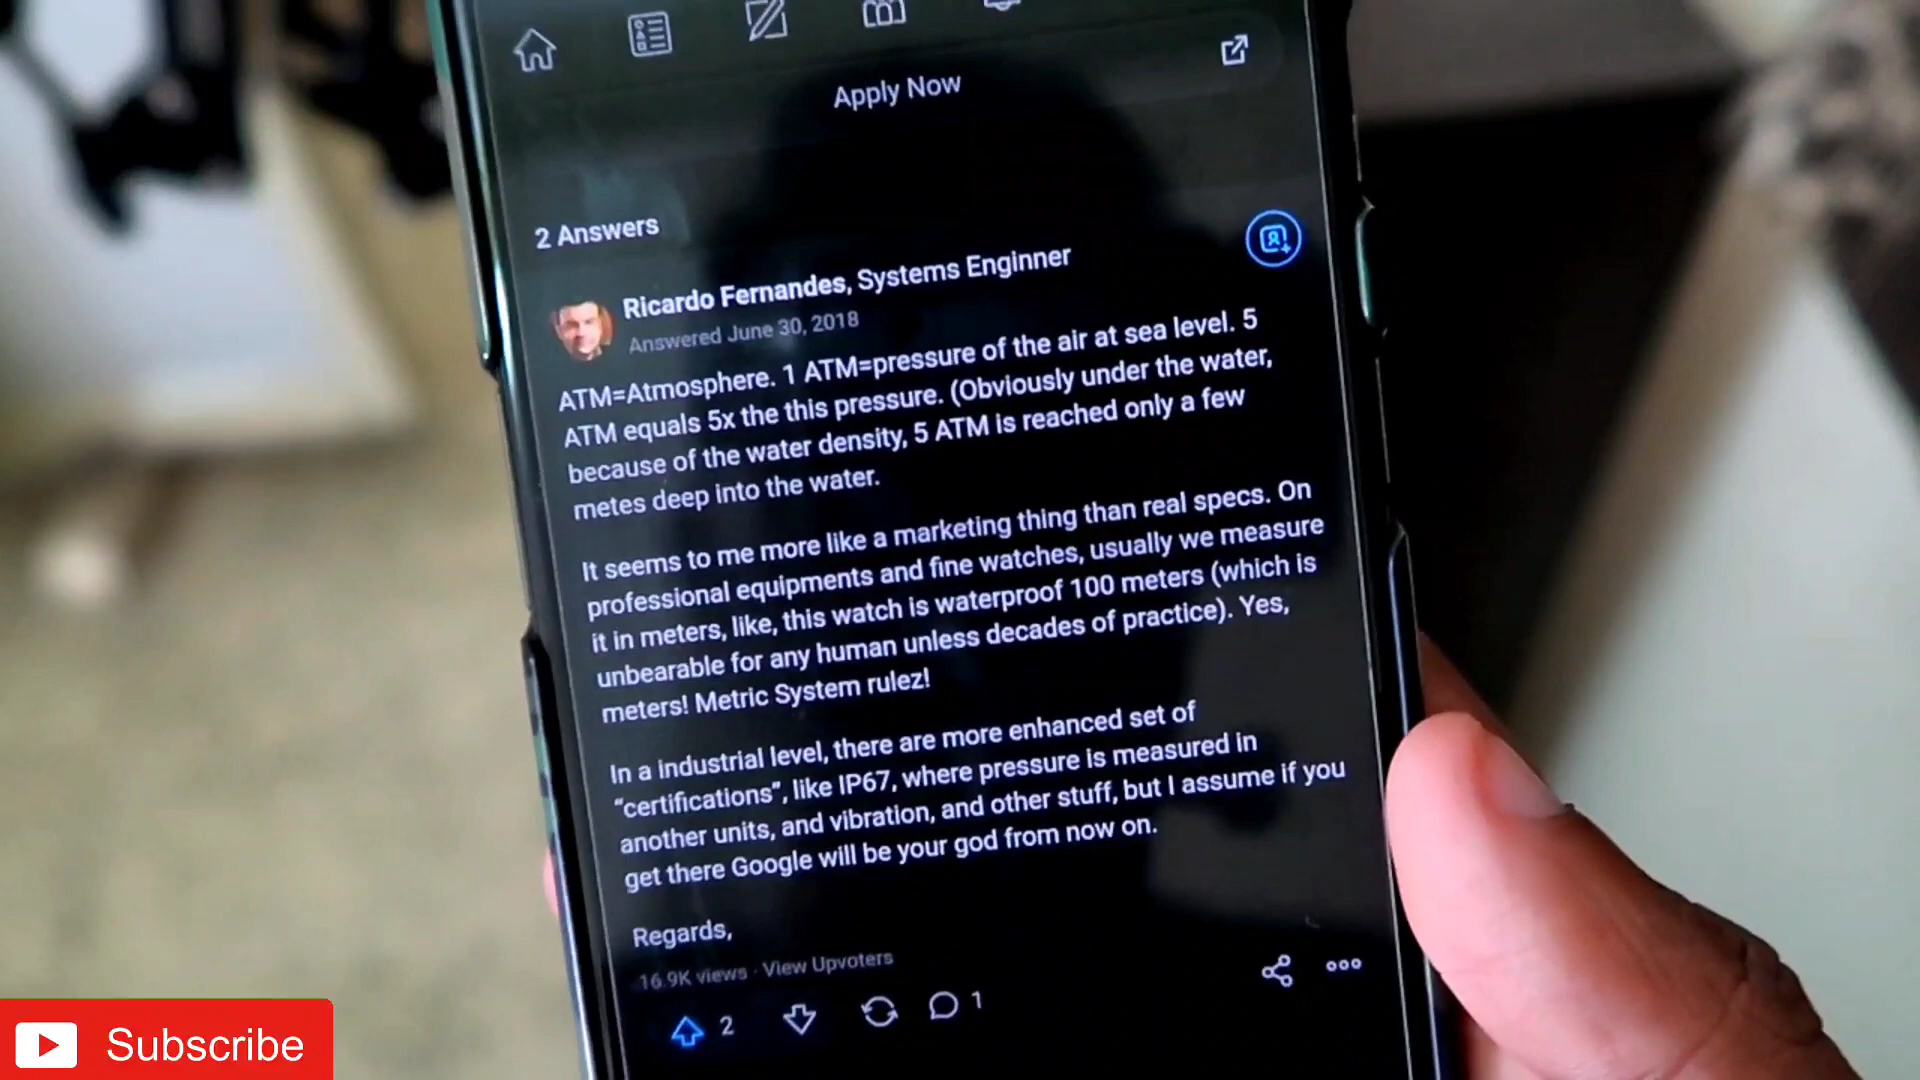 Apply Now
2 Answers
Ricardo Fernandes, Systems Enginner
Answered June 30, 2018
ATM=Atmosphere. 1 ATM=pressure of the air at sea level. 5
ATM equals 5x the this pressure. (Obviously under the water,
because of the water density, 5 ATM is reached only a few
metes deep into the water.
It seems to me more like a marketing thing than real specs. On
professional equipments and fine watches, usually we measure
it in meters, like, this watch is waterproof 100 meters (which is
unbearable for any human unless decades of practice). Yes,
meters! Metric System rulez!
In a industrial level, there are more enhanced set of
“certifications”, like IP67, where pressure is measured in
another units, and vibration, and other stuff, but I assume if you
get there Google will be your god from now on.
Regards,
16.9K views · View Upvoters
2 1
Subscribe